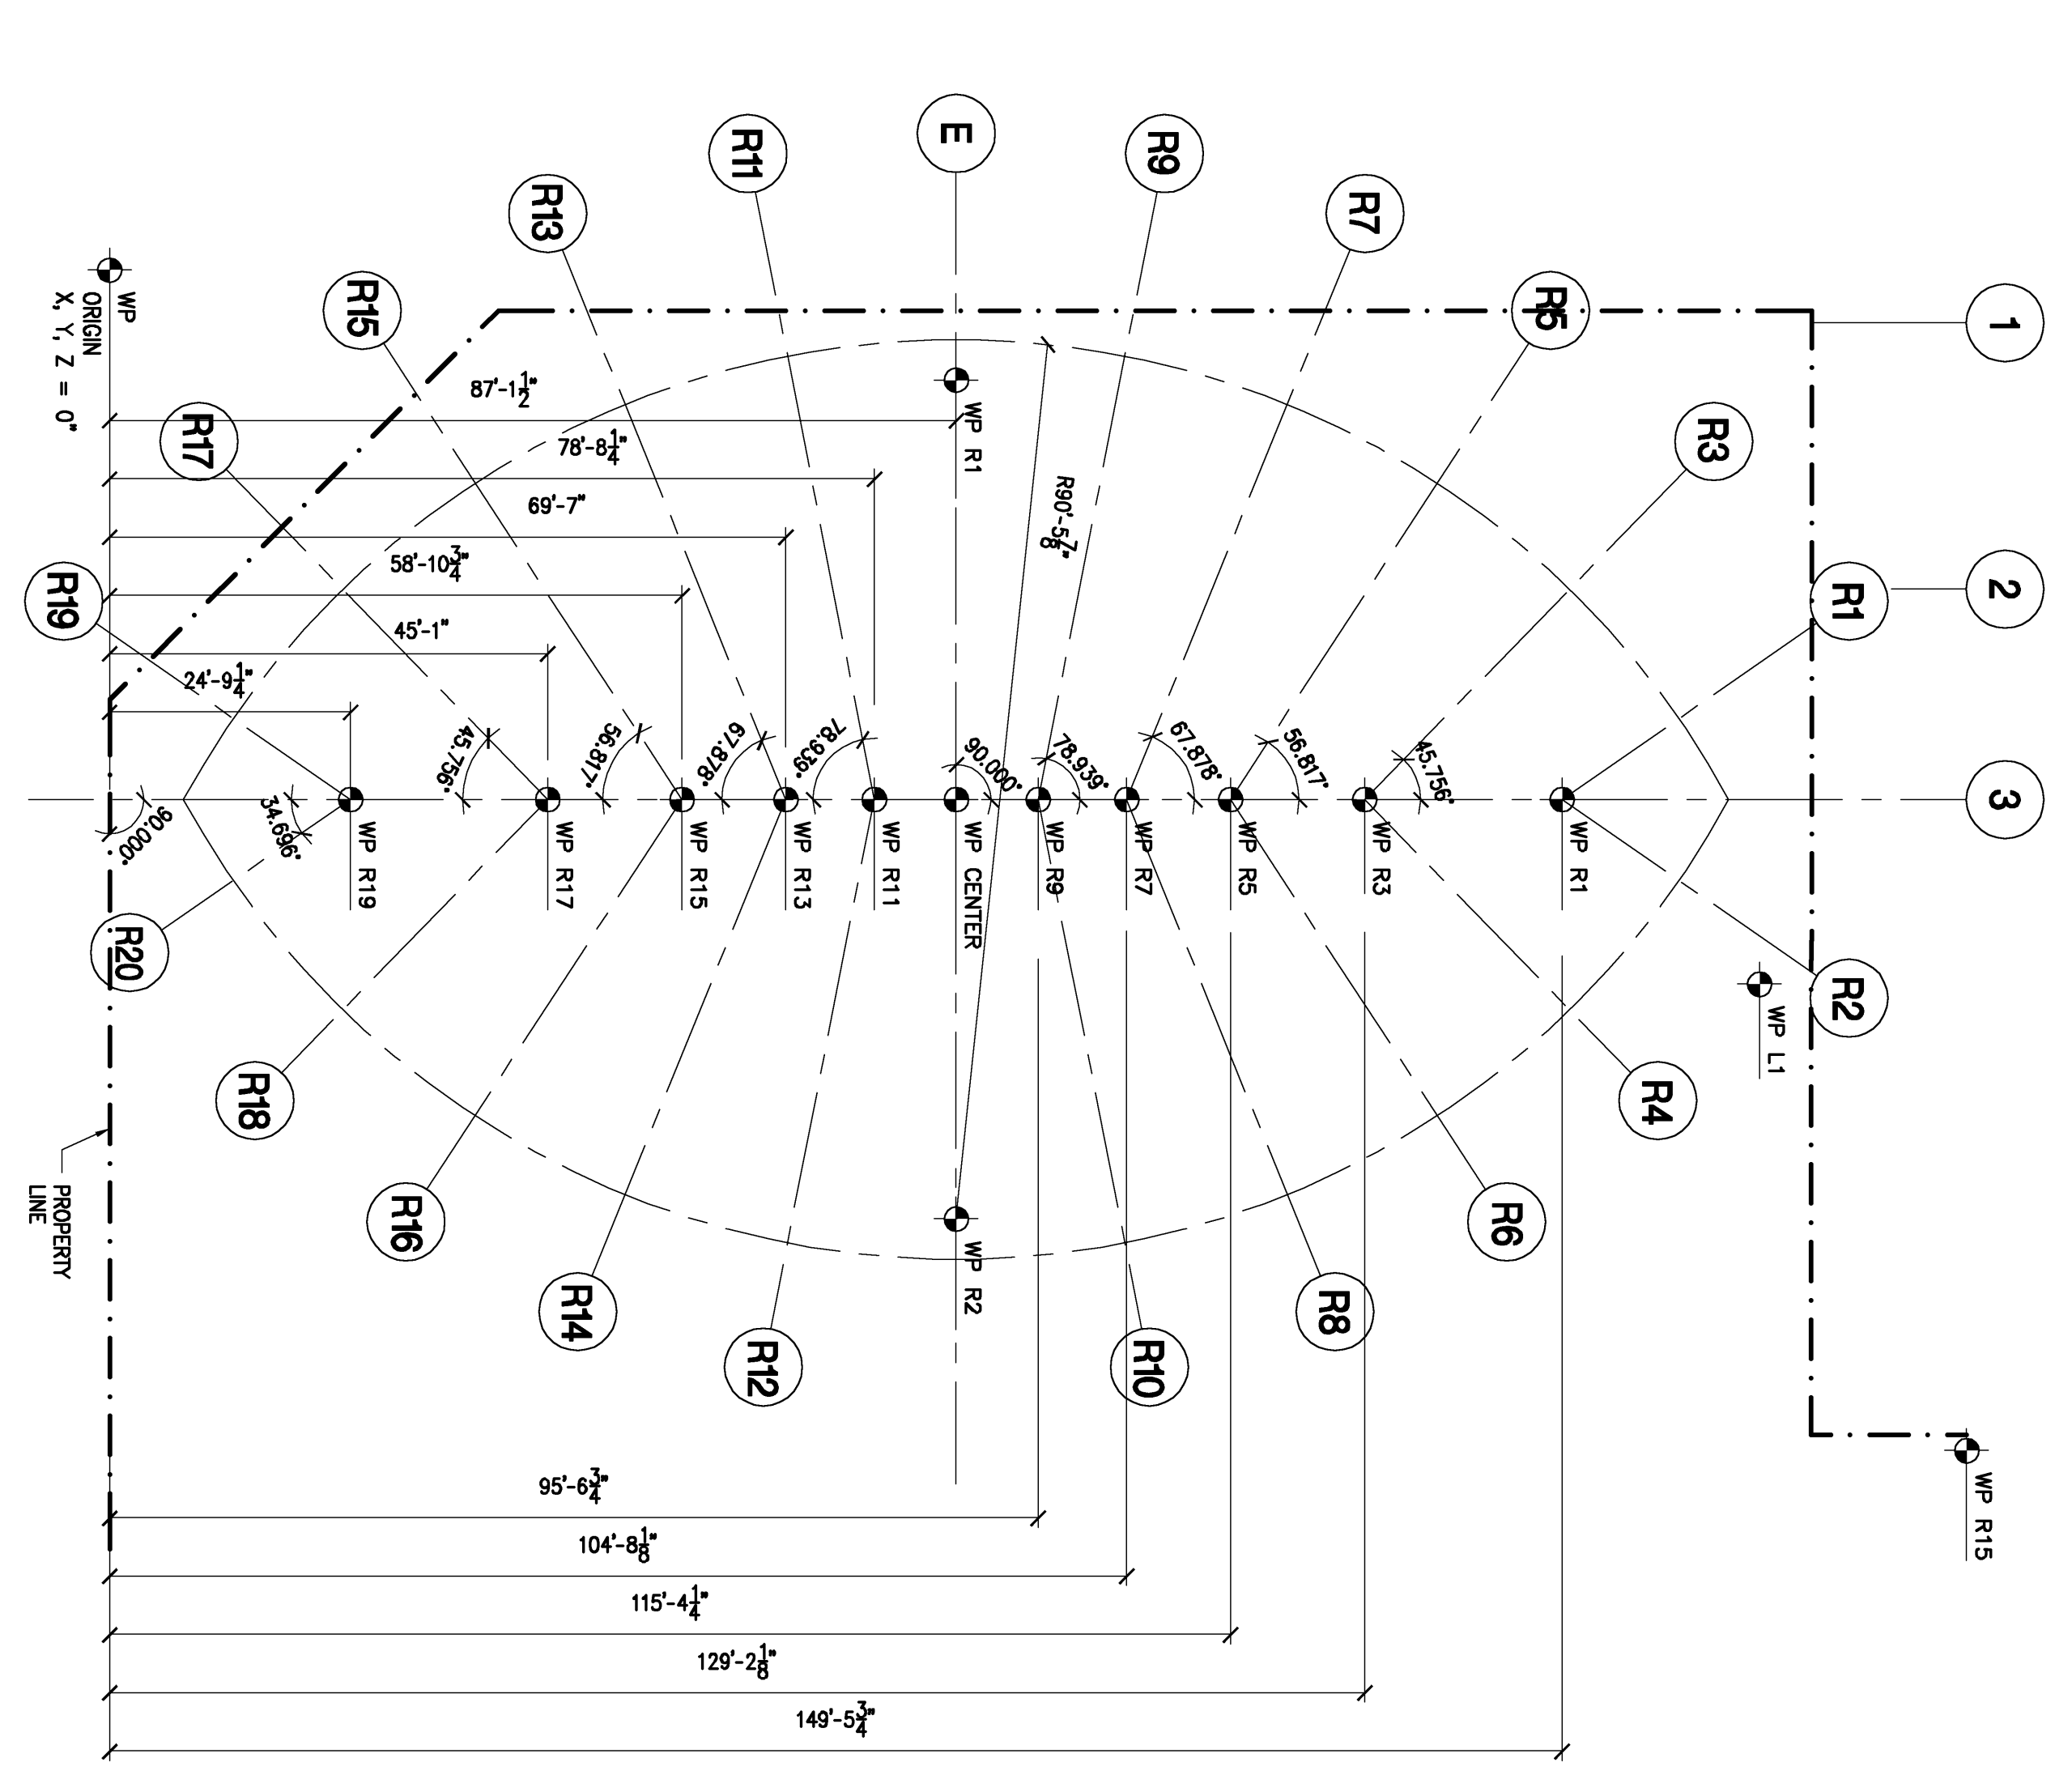 E
R11
R9
R13
R7
R15
R5
1
R17
R3
R19
R1
2
3
WP
ORIGIN
X, Y, Z = 0"
WP R1
87'-1 1/2"
78'-8 1/4"
69'-7"
58'-10 3/4"
45'-1"
24'-9 1/4"
R90'-5 7/8"
90.000°
34.696°
45.756°
56.817°
67.878°
78.939°
90.000°
78.939°
67.878°
56.817°
45.756°
WP R19
WP R17
WP R15
WP R13
WP R11
WP CENTER
WP R9
WP R7
WP R5
WP R3
WP R1
R20
R2
WP L1
R18
R4
R16
R6
R14
R8
R12
R10
WP R2
PROPERTY
LINE
WP R15
95'-6 3/4"
104'-8 1/8"
115'-4 1/4"
129'-2 1/8"
149'-5 3/4"